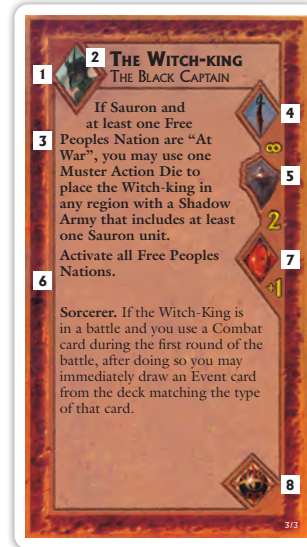 1
2
THE WITCH-KING
THE BLACK CAPTAIN
If Sauron and
at least one Free
3
Peoples Nation are “At
War”, you may use one
Muster Action Die to
place the Witch-king in
any region with a Shadow
Army that includes at least
one Sauron unit.
4
∞
5
2
Activate all Free Peoples
Nations.
6
7
+1
Sorcerer. If the Witch-King is
in a battle and you use a Combat
card during the first round of the
battle, after doing so you may
immediately draw an Event card
from the deck matching the type
of that card.
8
3/3